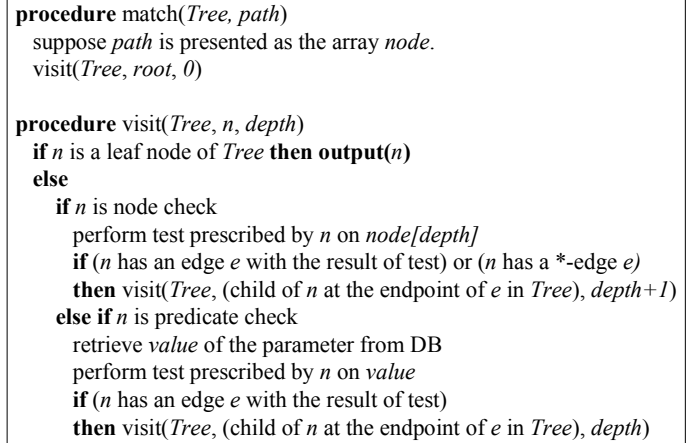 procedure match(Tree, path)
suppose path is presented as the array node.
visit(Tree, root, 0)
procedure visit(Tree, n, depth)
if n is a leaf node of Tree then output(n)
else
if n is node check
perform test prescribed by n on node[depth]
if (n has an edge e with the result of test) or (n has a *-edge e)
then visit(Tree, (child of n at the endpoint of e in Tree), depth+1)
else if n is predicate check
retrieve value of the parameter from DB
perform test prescribed by n on value
if (n has an edge e with the result of test)
then visit(Tree, (child of n at the endpoint of e in Tree), depth)